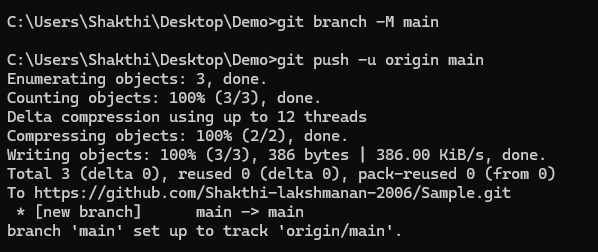 C:\Users\Shakthi\Desktop\Demo>git branch -M main
C:\Users\Shakthi\Desktop\Demo>git push -u origin main
Enumerating objects: 3, done.
Counting objects: 100% (3/3), done.
Delta compression using up to 12 threads
Compressing objects: 100% (2/2), done.
Writing objects: 100% (3/3), 386 bytes | 386.00 KiB/s, done.
Total 3 (delta 0), reused 0 (delta 0), pack-reused 0 (from 0)
To https://github.com/Shakthi-lakshmanan-2006/Sample.git
 * [new branch]      main -> main
branch 'main' set up to track 'origin/main'.